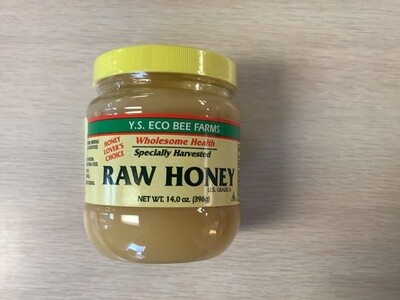 Y.S. ECO BEE FARMS
HONEY
LOVER'S
CHOICE
Wholesome Health
Specially Harvested
RAW HONEY
U.S. GRADE A
NET WT. 14.0 oz. (396g)